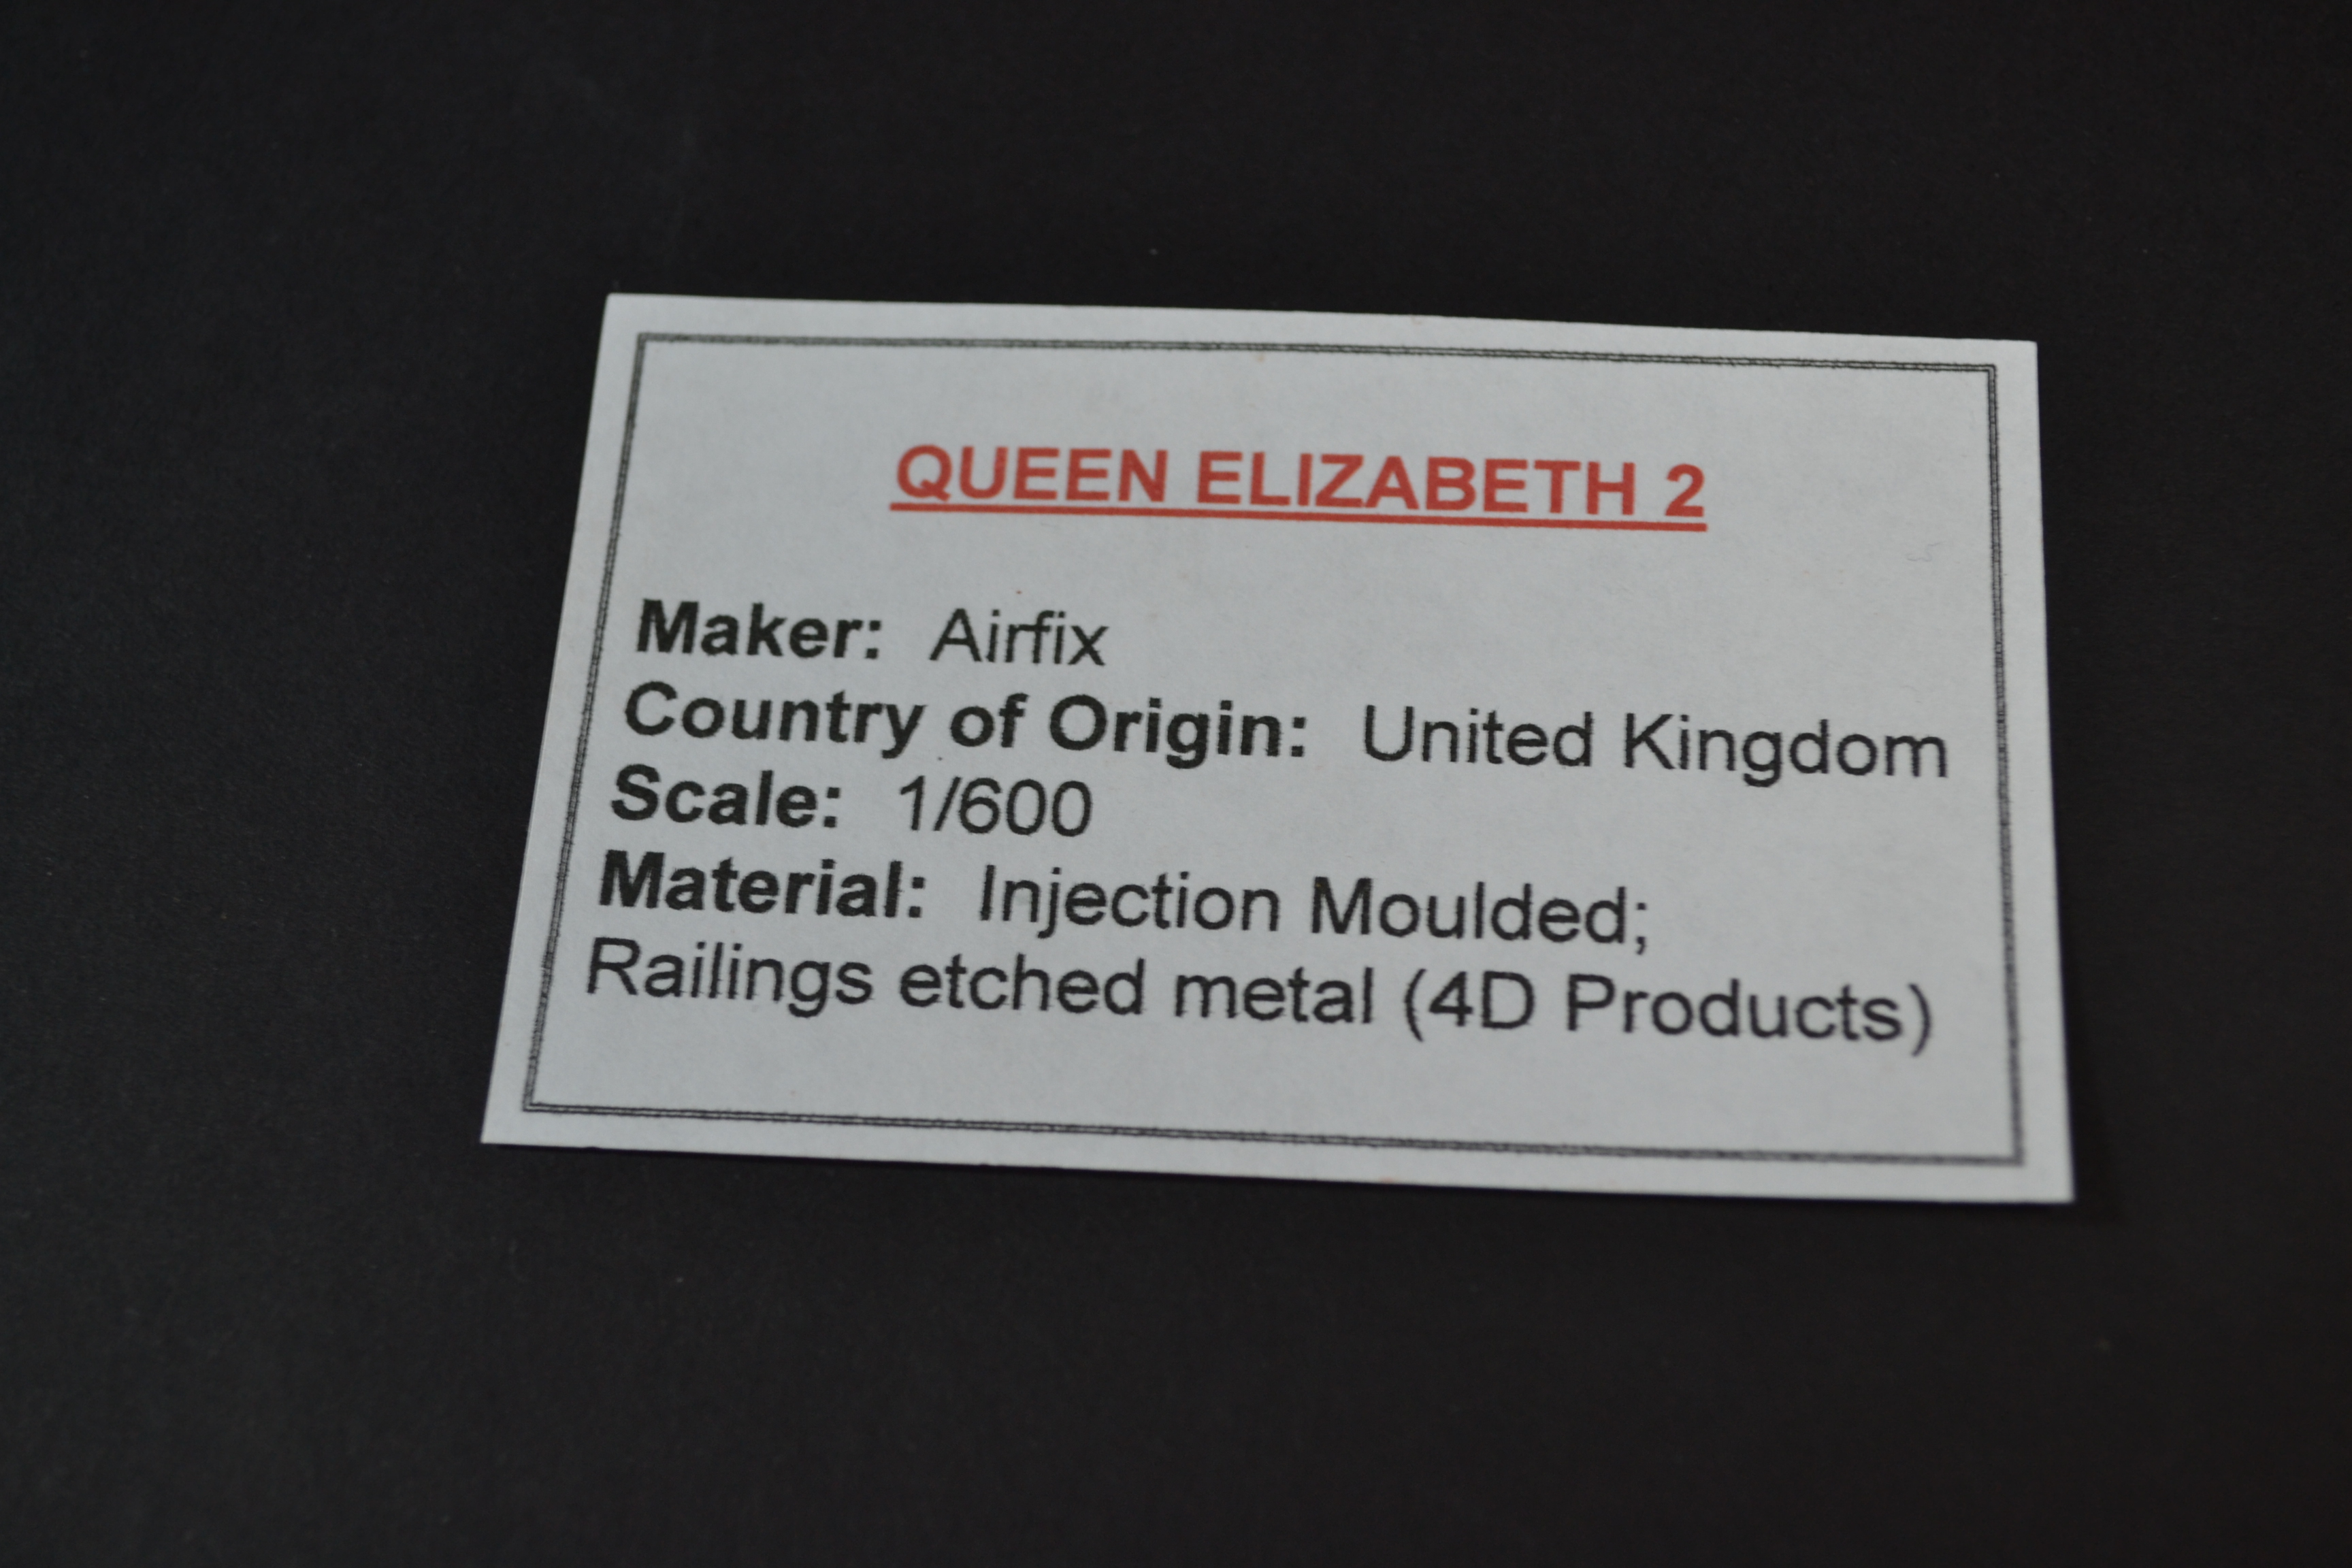 QUEEN ELIZABETH 2
Maker: Airfix
Country of Origin: United Kingdom
Scale: 1/600
Material: Injection Moulded;
Railings etched metal (4D Products)